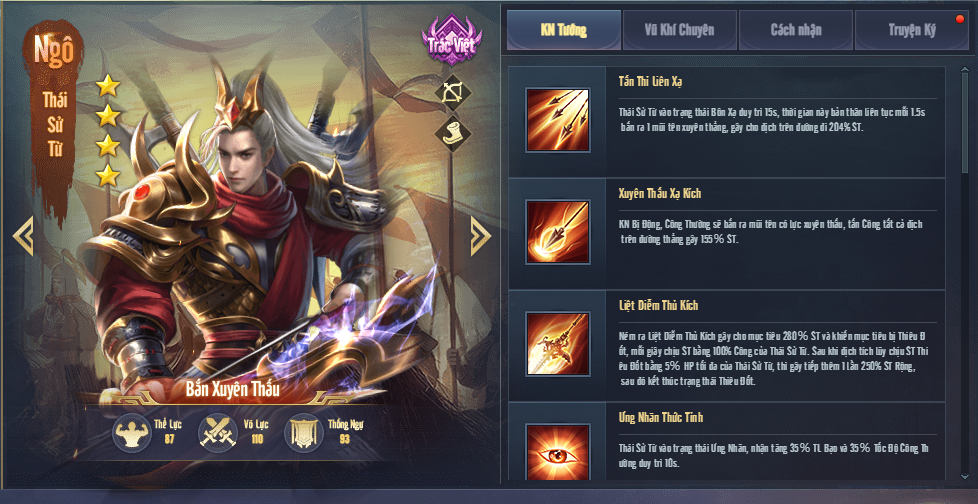 Ngô
Thái
Sử
Từ
Trác Việt
Bắn Xuyên Thấu
Thể Lực
87
Võ Lực
110
Thống Ngự
93
KN Tướng
Vũ Khí Chuyên
Cách nhận
Truyện Ký
Tần Thi Liên Xạ
Thái Sử Từ vào trạng thái Bôn Xạ duy trì 15s, thời gian này bản thân liên tục mỗi 1.5s
bắn ra 1 mũi tên xuyên thẳng, gây cho địch trên đường đi 204% ST.
Xuyên Thấu Xạ Kích
KN Bị Động, Công Thường sẽ bắn ra mũi tên có lực xuyên thấu, tấn Công tất cả địch
trên đường thẳng gây 155% ST.
Liệt Diễm Thủ Kích
Ném ra Liệt Diễm Thủ Kích gây cho mục tiêu 280% ST và khiến mục tiêu bị Thiêu Đ
ốt, mỗi giây chịu ST bằng 100% Công của Thái Sử Từ. Sau khi địch tích lũy chịu ST Thi
êu Đốt bằng 5% HP tối đa của Thái Sử Từ, thì gây tiếp thêm 1 lần 250% ST Rộng,
sau đó kết thúc trạng thái Thiêu Đốt.
Ưng Nhãn Thức Tỉnh
Thái Sử Từ vào trạng thái Ưng Nhãn, nhận tăng 35% TL Bạo và 35% Tốc Độ Công Th
ường duy trì 10s.